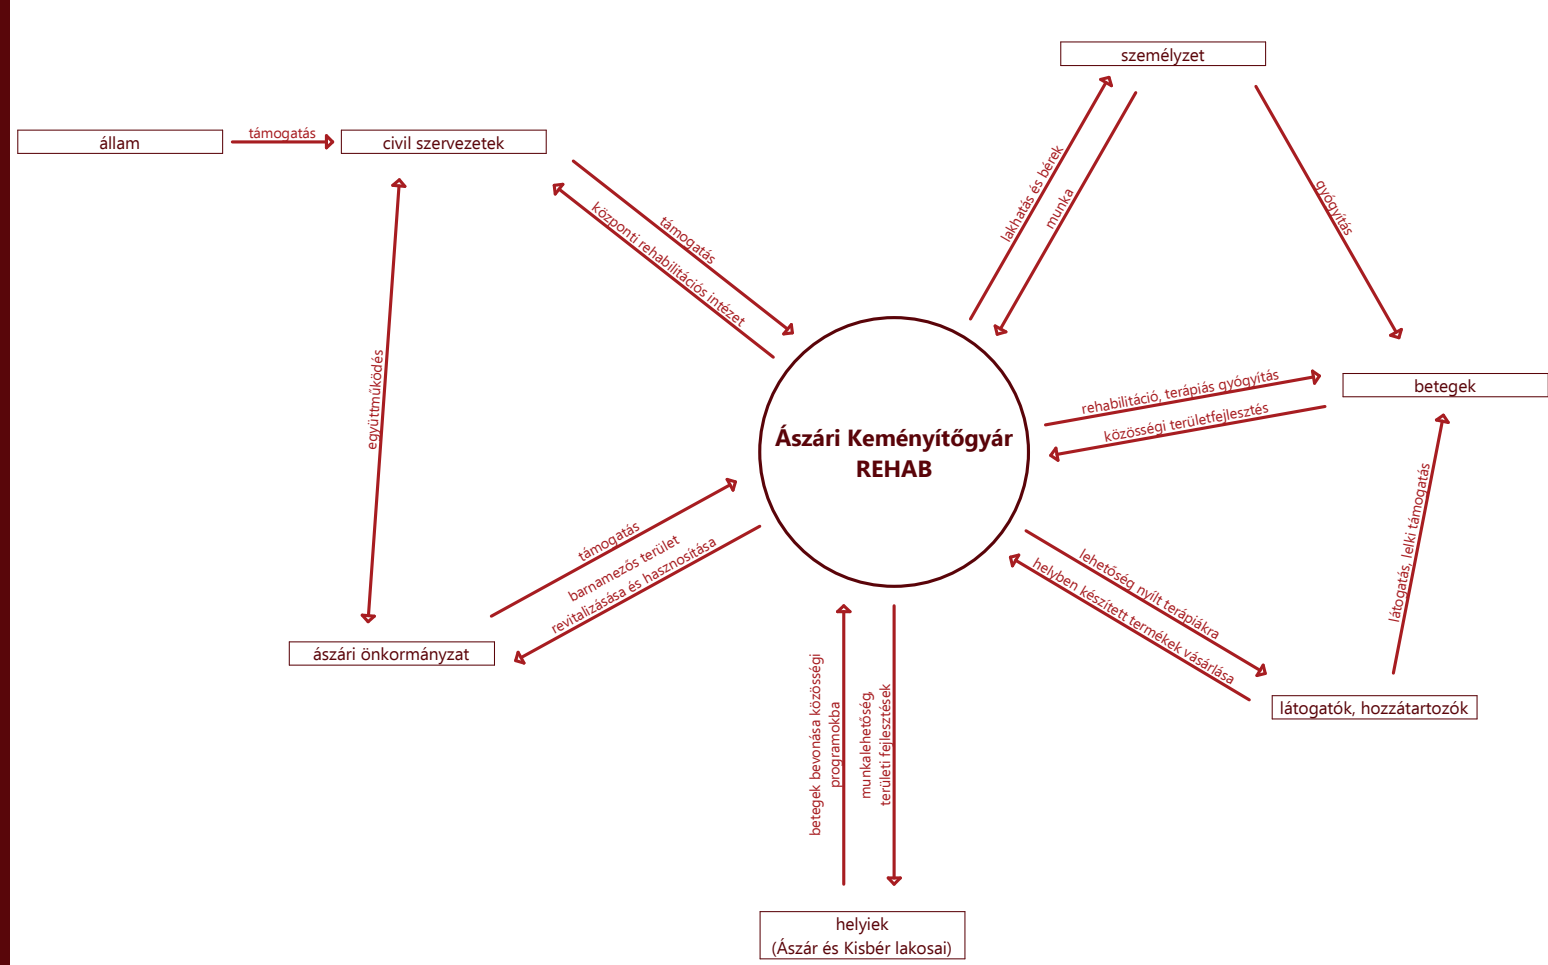 személyzet
állam
támogatás
civil szervezetek
lakhatás és bérek
munka
gyógyítás
támogatás
központi rehabilitációs intézet
együttműködés
rehabilitáció, terápiás gyógyítás
betegek
közösségi területfejlesztés
Ászári Keményítőgyár
REHAB
látogatás, lelki támogatás
támogatás
barnamezős terület
revitalizásása és hasznosítása
lehetőség nyílt terápiákra
helyben készített termékek vásárlása
ászári önkormányzat
látogatók, hozzátartozók
betegek bevonása közösségi
programokba
munkalehetőség,
területi fejlesztések
helyiek
(Ászár és Kisbér lakosai)